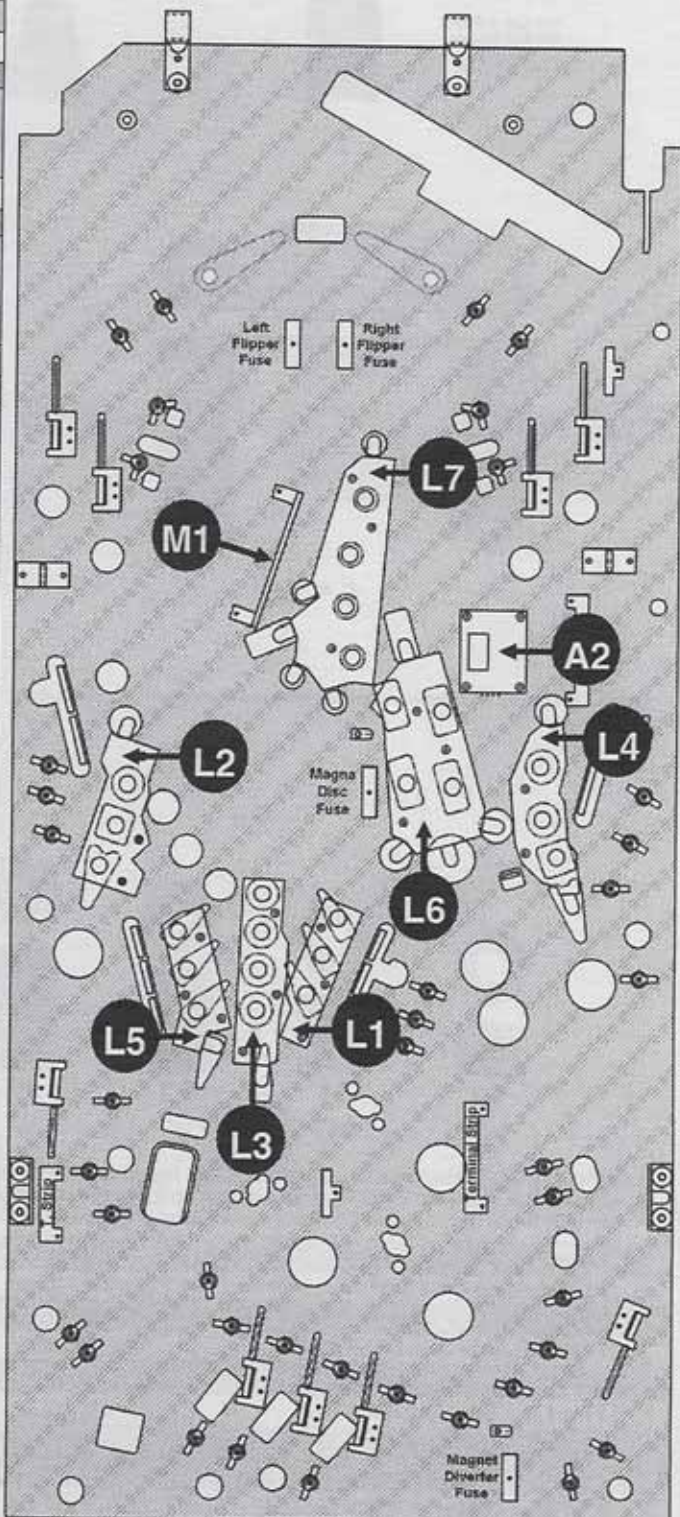 Left
Flipper
Fuse
Right
Flipper
Fuse
L7
M1
A2
L2
L4
Magna
Disc
Fuse
L6
L5
L1
L3
T. Strip
Terminal Strip
Magnet
Diverter
Fuse